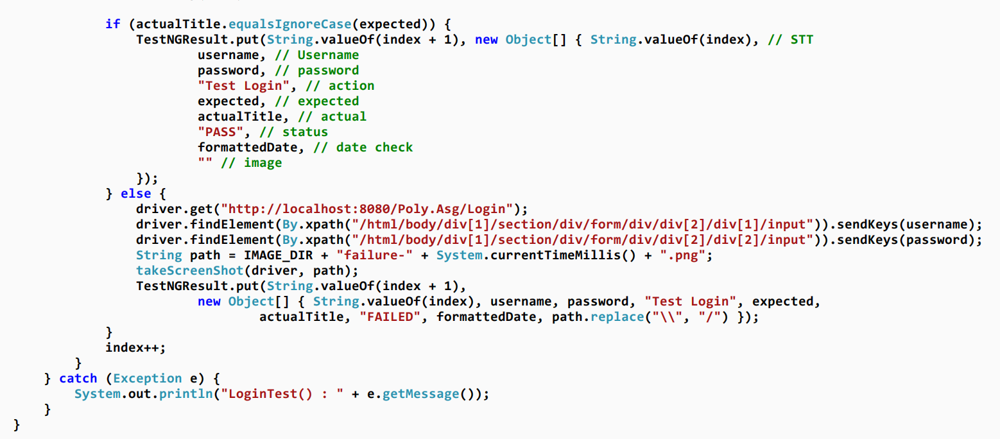 if (actualTitle.equalsIgnoreCase(expected)) {
TestNGResult.put(String.valueOf(index + 1), new Object[] { String.valueOf(index), // STT
username, // Username
password, // password
"Test Login", // action
expected, // expected
actualTitle, // actual
"PASS", // status
formattedDate, // date check
"" // image
});
} else {
driver.get("http://localhost:8080/Poly.Asg/Login");
driver.findElement(By.xpath("/html/body/div[1]/section/div/form/div/div[2]/div[1]/input")).sendKeys(username);
driver.findElement(By.xpath("/html/body/div[1]/section/div/form/div/div[2]/div[2]/input")).sendKeys(password);
String path = IMAGE_DIR + "failure-" + System.currentTimeMillis() + ".png";
takeScreenShot(driver, path);
TestNGResult.put(String.valueOf(index + 1),
new Object[] { String.valueOf(index), username, password, "Test Login", expected,
actualTitle, "FAILED", formattedDate, path.replace("\\", "/") });
}
index++;
}
} catch (Exception e) {
System.out.println("LoginTest() : " + e.getMessage());
}
}